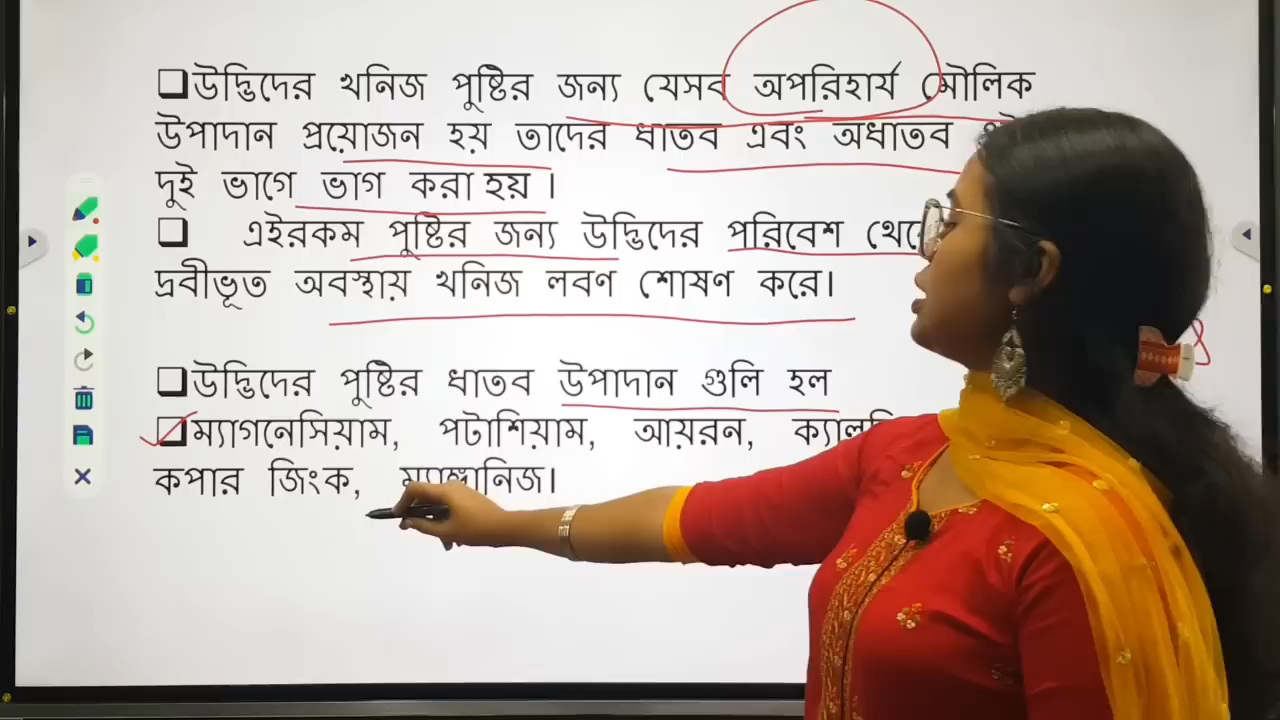 ❑উদ্ভিদের খনিজ পুষ্টির জন্য যেসব অপরিহার্য মৌলিক
উপাদান প্রয়োজন হয় তাদের ধাতব এবং অধাতব
দুই ভাগে ভাগ করা হয়।
❑ এইরকম পুষ্টির জন্য উদ্ভিদের পরিবেশ
দ্রবীভূত অবস্থায় খনিজ লবণ শোষণ করে।
❑উদ্ভিদের পুষ্টির ধাতব উপাদান গুলি হল
❑ম্যাগনেসিয়াম, পটাশিয়াম, আয়রন,
কপার জিংক, ম্যাঙ্গানিজ।